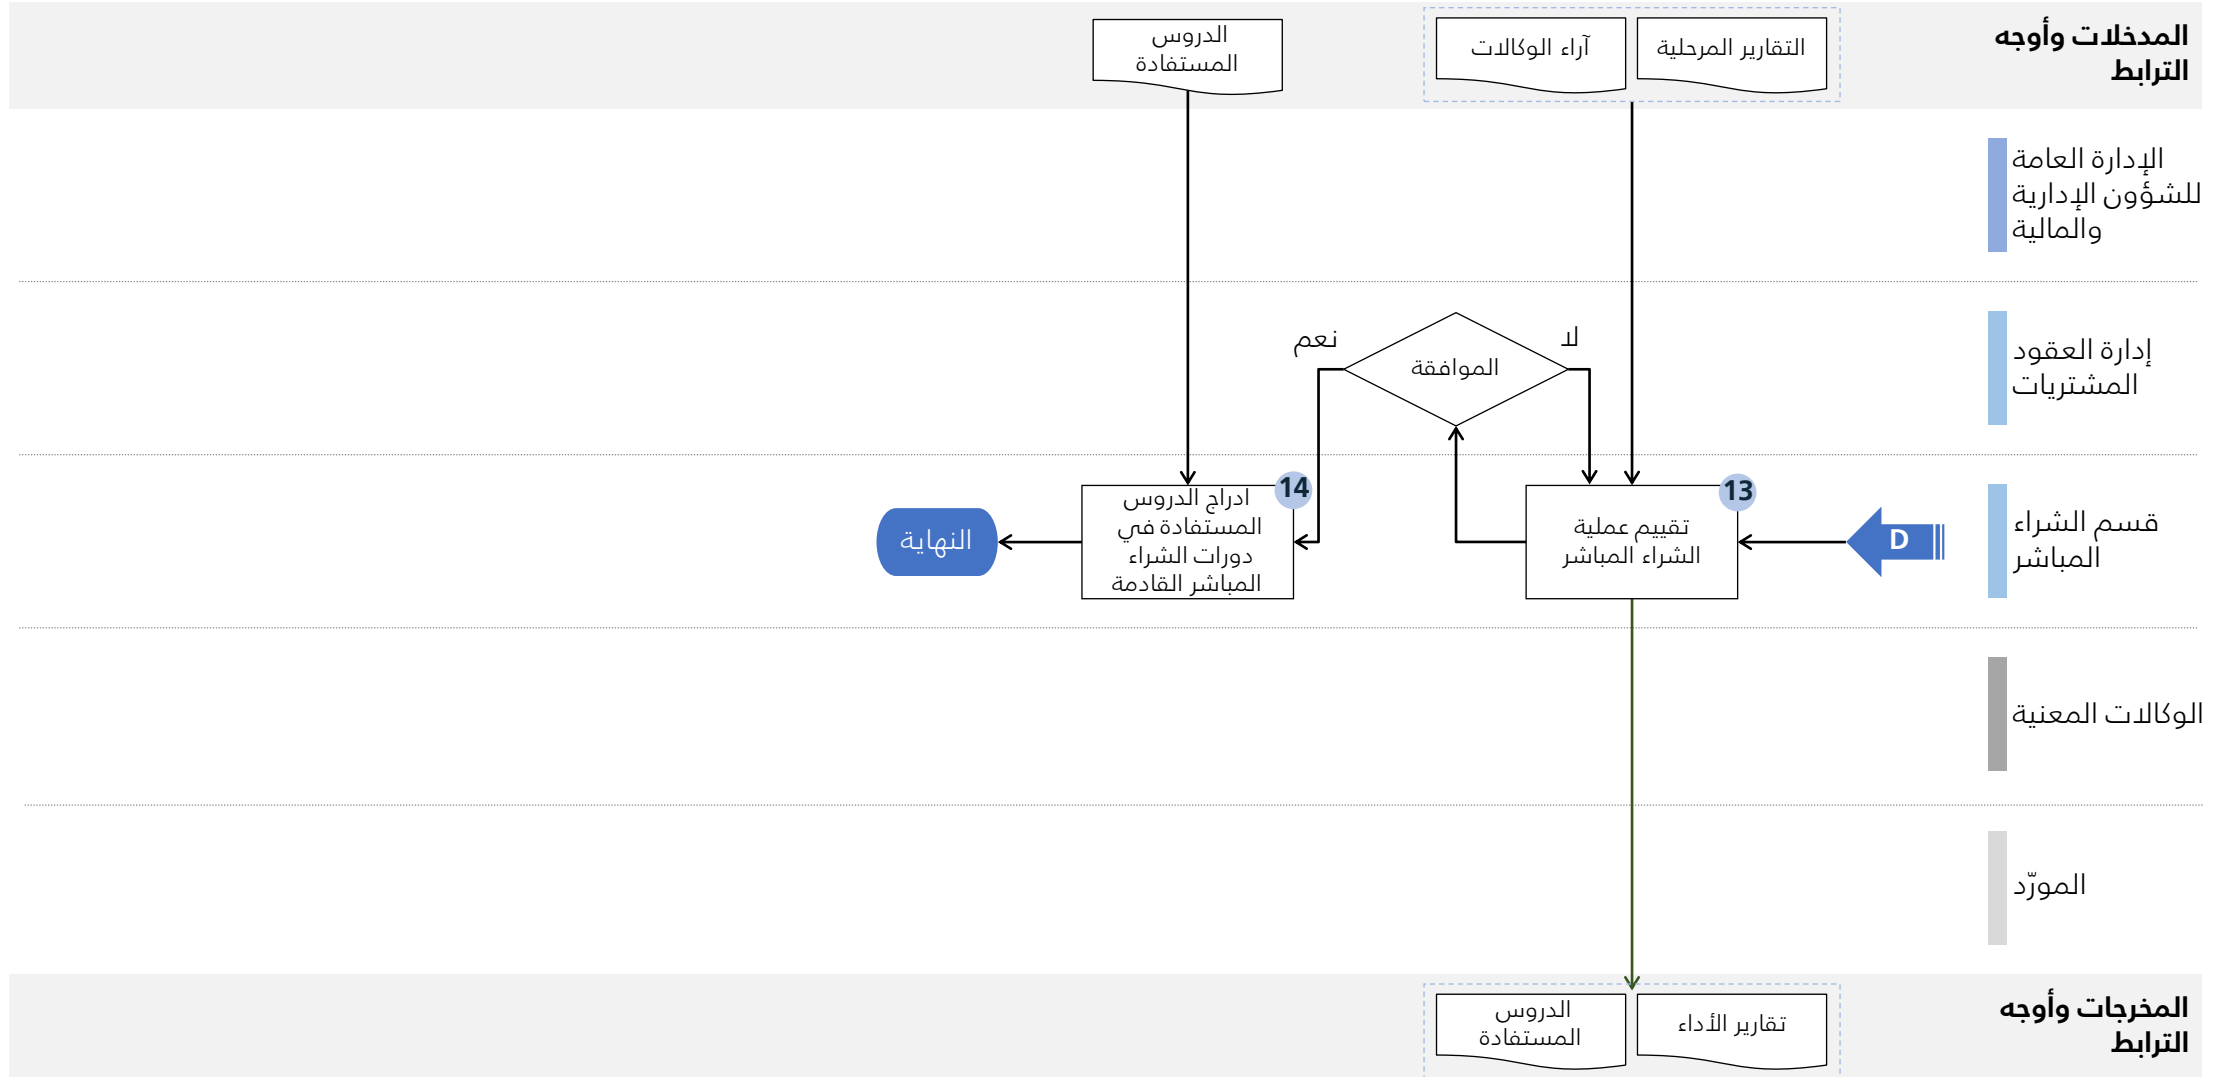 المدخلات وأوجه
الترابط
التقارير المرحلية
آراء الوكالات
الدروس
المستفادة
الإدارة العامة
للشؤون الإدارية
والمالية
إدارة العقود
المشتريات
لا
الموافقة
نعم
قسم الشراء
المباشر
D
13
تقييم عملية
الشراء المباشر
14
ادراج الدروس
المستفادة في
دورات الشراء
المباشر القادمة
النهاية
الوكالات المعنية
المورّد
المخرجات وأوجه
الترابط
تقارير الأداء
الدروس
المستفادة